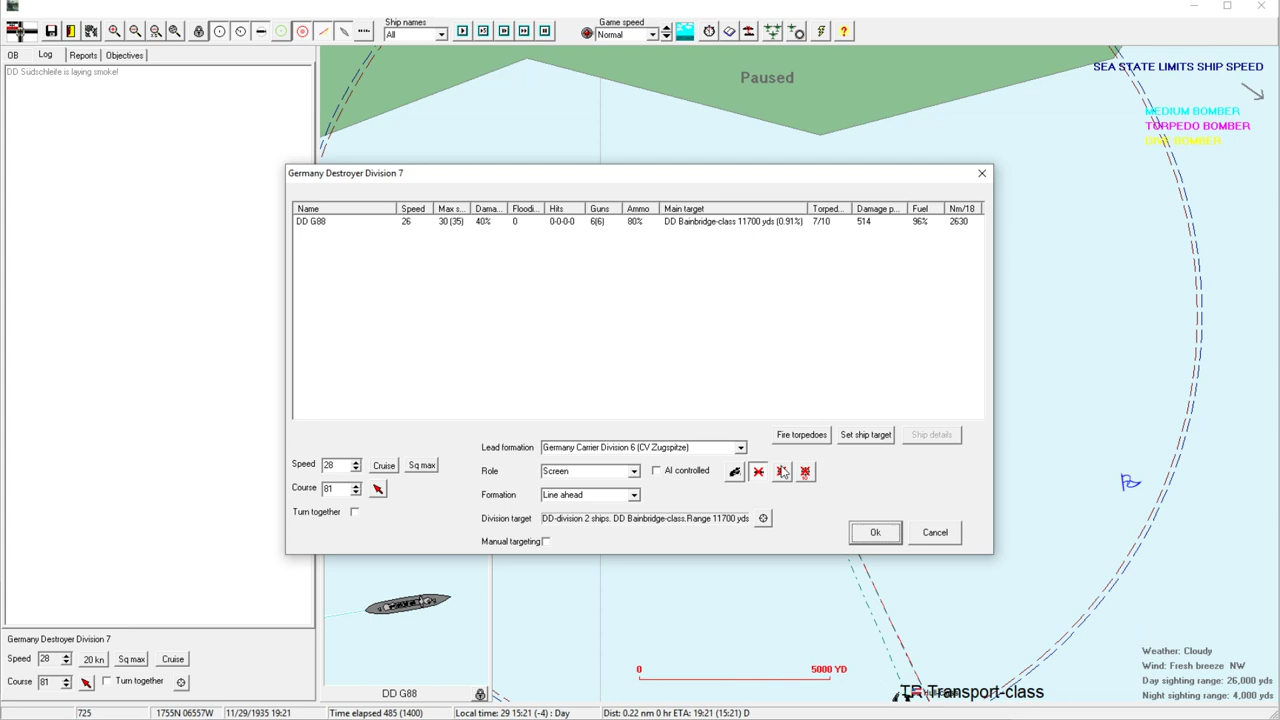 Ship names
Game speed
All
Normal
OB
Log
Reports
Objectives
DD Südschleife is laying smoke!
Paused
SEA STATE LIMITS SHIP SPEED
MEDIUM BOMBER
TORPEDO BOMBER
DIVE BOMBER
Germany Destroyer Division 7
Name Speed Max s... Dama... Floodi... Hits Guns Ammo Main target Torped... Damage p... Fuel Nm/18
DD G88 26 30 (35) 40% 0 0-0-0-0 6(6) 80% DD Bainbridge-class 11700 yds (0.91%) 7/10 514 96% 2630
Fire torpedoes
Set ship target
Ship details
Lead formation Germany Carrier Division 6 (CV Zugspitze)
Speed 28 Cruise Sq max
Role Screen AI controlled
Course 81
Formation Line ahead
Turn together
Division target DD-division 2 ships. DD Bainbridge-class.Range 11700 yds
Manual targeting
Ok
Cancel
Germany Destroyer Division 7
Speed 28 20 kn Sq max Cruise
Course 81 Turn together
DD G88
0 5000 YD
Weather: Cloudy
Wind: Fresh breeze NW
Day sighting range: 26,000 yds
Night sighting range: 4,000 yds
TR Transport-class
725 1755N 06557W 11/29/1935 19:21 Time elapsed 485 (1400) Local time: 29 15:21 (-4) : Day Dist: 0.22 nm 0 hr ETA: 19:21 (15:21) D